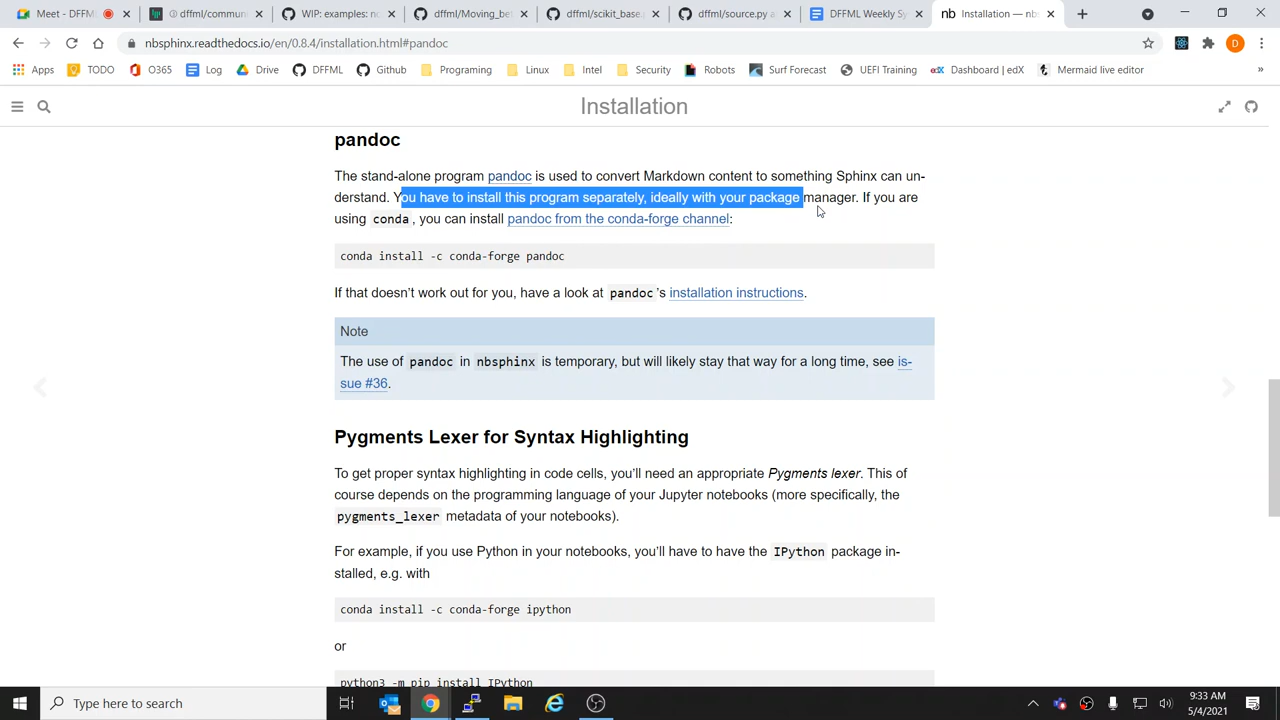 Meet - DFFML
dffml/commun
WIP: examples: no
dffml/Moving_be
dffml/scikit_base.p
dffml/source.py a
DFFML Weekly Sy
nb Installation — nb
nbsphinx.readthedocs.io/en/0.8.4/installation.html#pandoc
D
Apps TODO O365 Log Drive DFFML Github Programing Linux Intel Security Robots Surf Forecast UEFI Training edX Dashboard | edX Mermaid live editor »
Installation
pandoc
The stand-alone program pandoc is used to convert Markdown content to something Sphinx can un-
derstand. You have to install this program separately, ideally with your package manager. If you are
using conda, you can install pandoc from the conda-forge channel:
conda install -c conda-forge pandoc
If that doesn’t work out for you, have a look at pandoc’s installation instructions.
Note
The use of pandoc in nbsphinx is temporary, but will likely stay that way for a long time, see is-
sue #36.
Pygments Lexer for Syntax Highlighting
To get proper syntax highlighting in code cells, you’ll need an appropriate Pygments lexer. This of
course depends on the programming language of your Jupyter notebooks (more specifically, the
pygments_lexer metadata of your notebooks).
For example, if you use Python in your notebooks, you’ll have to have the IPython package in-
stalled, e.g. with
conda install -c conda-forge ipython
or
python3 -m pip install IPython
Type here to search
9:33 AM
5/4/2021